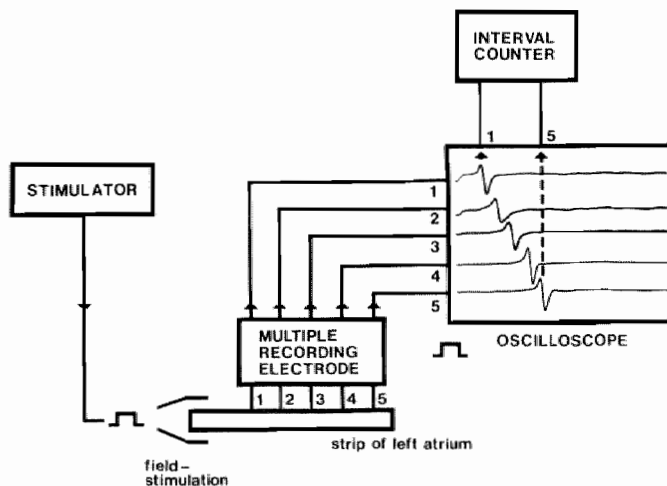 INTERVAL
COUNTER
1 5
STIMULATOR
1
2
3
4
5
MULTIPLE
RECORDING
ELECTRODE
OSCILLOSCOPE
1 2 3 4 5
strip of left atrium
field-
stimulation